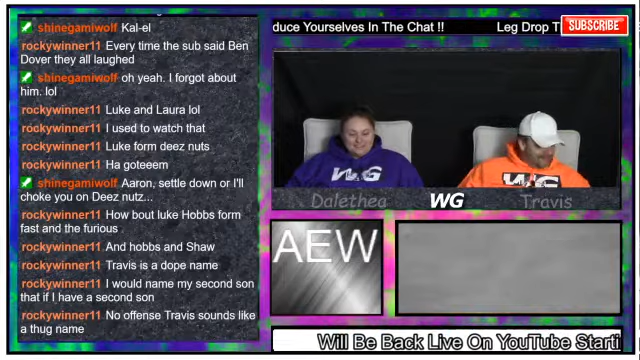 shinegamiwolf Kal-el
rockywinner11 Every time the sub said Ben
Dover they all laughed
shinegamiwolf oh yeah. I forgot about
him. lol
rockywinner11 Luke and Laura lol
rockywinner11 I used to watch that
rockywinner11 Luke form deez nuts
rockywinner11 Ha goteeem
shinegamiwolf Aaron, settle down or I'll
choke you on Deez nutz...
rockywinner11 How bout luke Hobbs form
fast and the furious
rockywinner11 And hobbs and Shaw
rockywinner11 Travis is a dope name
rockywinner11 I would name my second son
that if I have a second son
rockywinner11 No offense Travis sounds like
a thug name
duce Yourselves In The Chat !! Leg Drop T
SUBSCRIBE
WG
WG
Dalethea WG Travis
AEW
Will Be Back Live On YouTube Starti